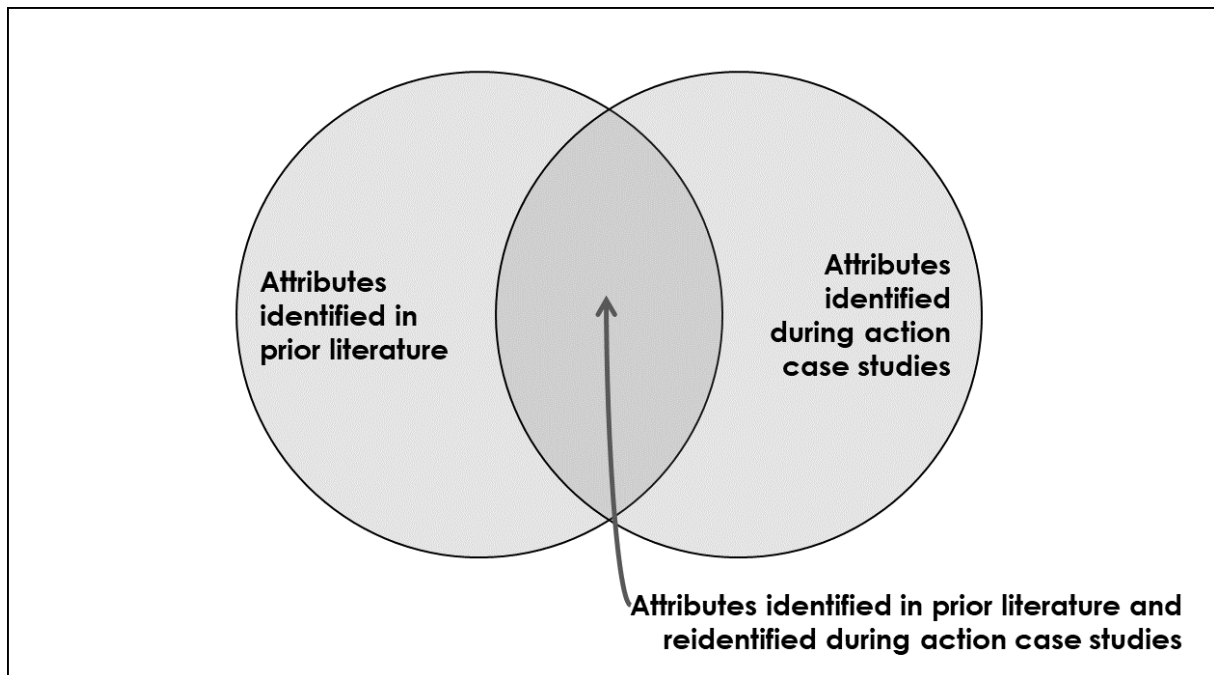 Attributes
identified in
prior literature
Attributes
identified
during action
case studies
Attributes identified in prior literature and
reidentified during action case studies